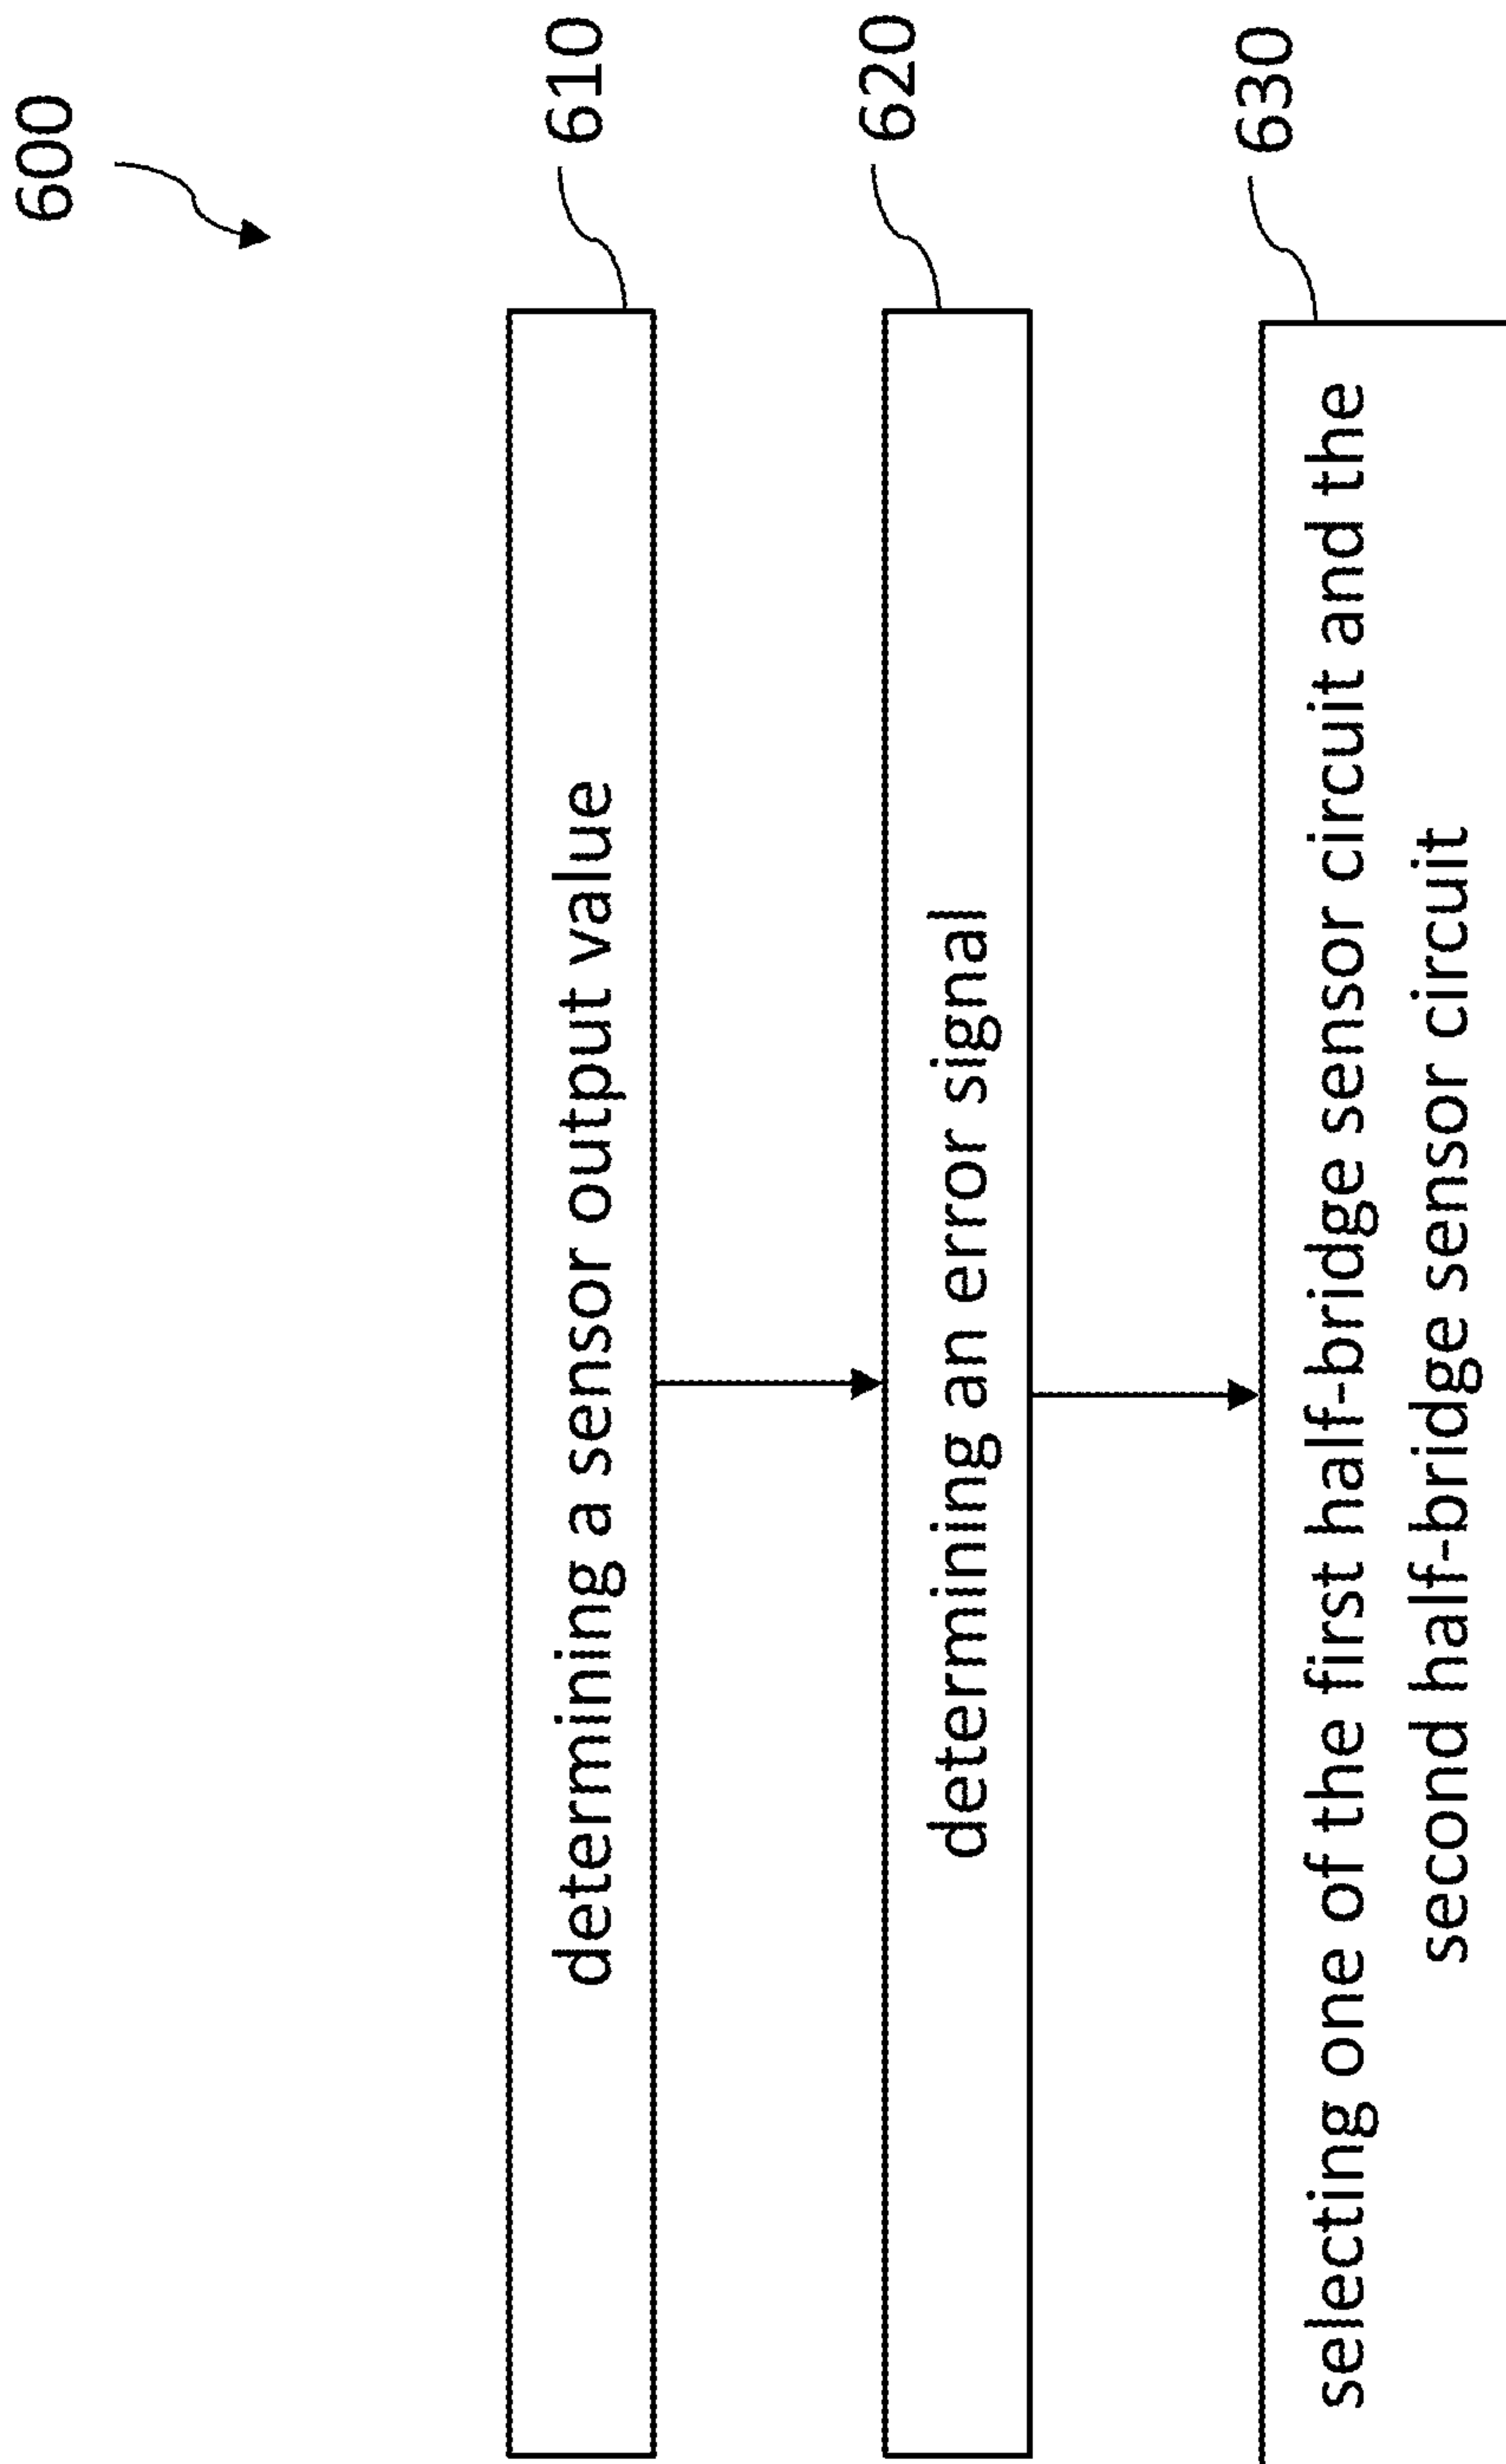 600
determining a sensor output value
610
determining an error signal
620
selecting one of the first half-bridge sensor circuit and the
second half-bridge sensor circuit
630